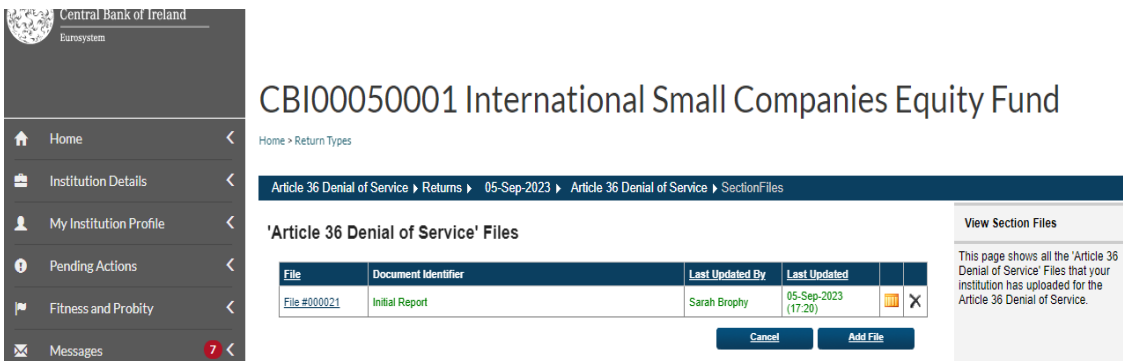 Central Bank of Ireland
Eurosystem
Home
Institution Details
My Institution Profile
Pending Actions
Fitness and Probity
Messages 7
CBI00050001 International Small Companies Equity Fund
Home > Return Types
Article 36 Denial of Service Returns 05-Sep-2023 Article 36 Denial of Service SectionFiles
'Article 36 Denial of Service' Files
File Document Identifier Last Updated By Last Updated
File #000021 Initial Report Sarah Brophy 05-Sep-2023
(17:20)
Cancel Add File
View Section Files
This page shows all the 'Article 36
Denial of Service' Files that your
institution has uploaded for the
Article 36 Denial of Service.